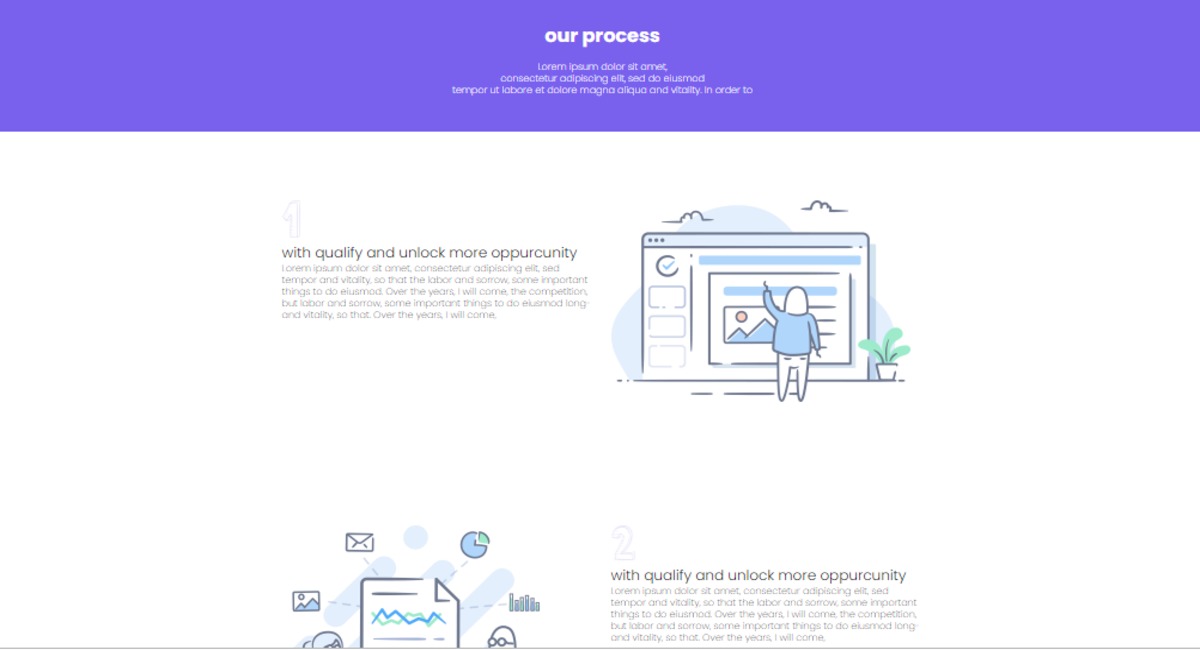 our process
Lorem ipsum dolor sit amet,
consectetur adipiscing elit, sed do eiusmod
tempor ut labore et dolore magna aliqua and vitality. In order to
1
with qualify and unlock more oppurcunity
Lorem ipsum dolor sit amet, consectetur adipiscing elit, sed
tempor and vitality, so that the labor and sorrow, some important
things to do eiusmod. Over the years, I will come, the competition,
but labor and sorrow, some important things to do eiusmod long-
and vitality, so that. Over the years, I will come,
2
with qualify and unlock more oppurcunity
Lorem ipsum dolor sit amet, consectetur adipiscing elit, sed
tempor and vitality, so that the labor and sorrow, some important
things to do eiusmod. Over the years, I will come, the competition,
but labor and sorrow, some important things to do eiusmod long-
and vitality, so that. Over the years, I will come,